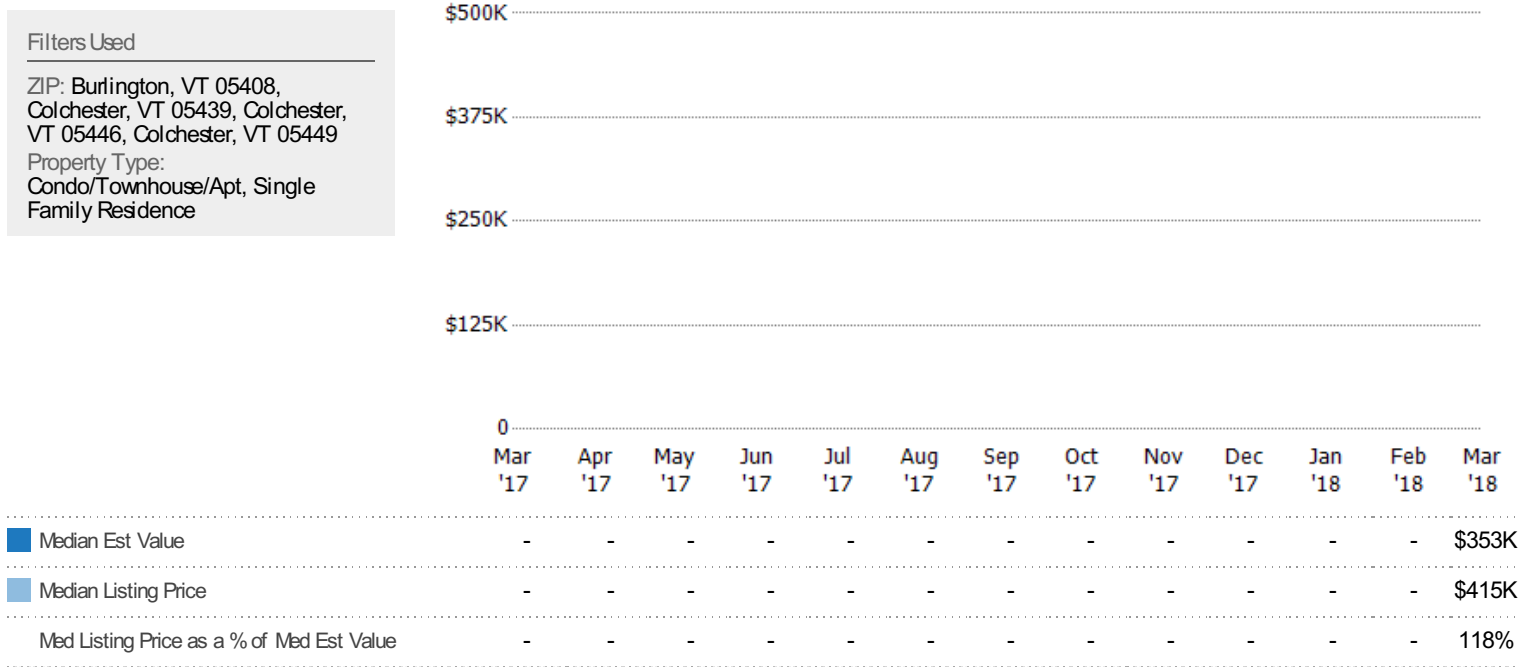 Filters Used
ZIP: Burlington, VT 05408,
Colchester, VT 05439, Colchester,
VT 05446, Colchester, VT 05449
Property Type:
Condo/Townhouse/Apt, Single
Family Residence
$500K
$375K
$250K
$125K
0
Mar Apr May Jun Jul Aug Sep Oct Nov Dec Jan Feb Mar
'17 '17 '17 '17 '17 '17 '17 '17 '17 '17 '18 '18 '18
Median Est Value - - - - - - - - - - - - $353K
Median Listing Price - - - - - - - - - - - - $415K
Med Listing Price as a % of Med Est Value - - - - - - - - - - - - 118%